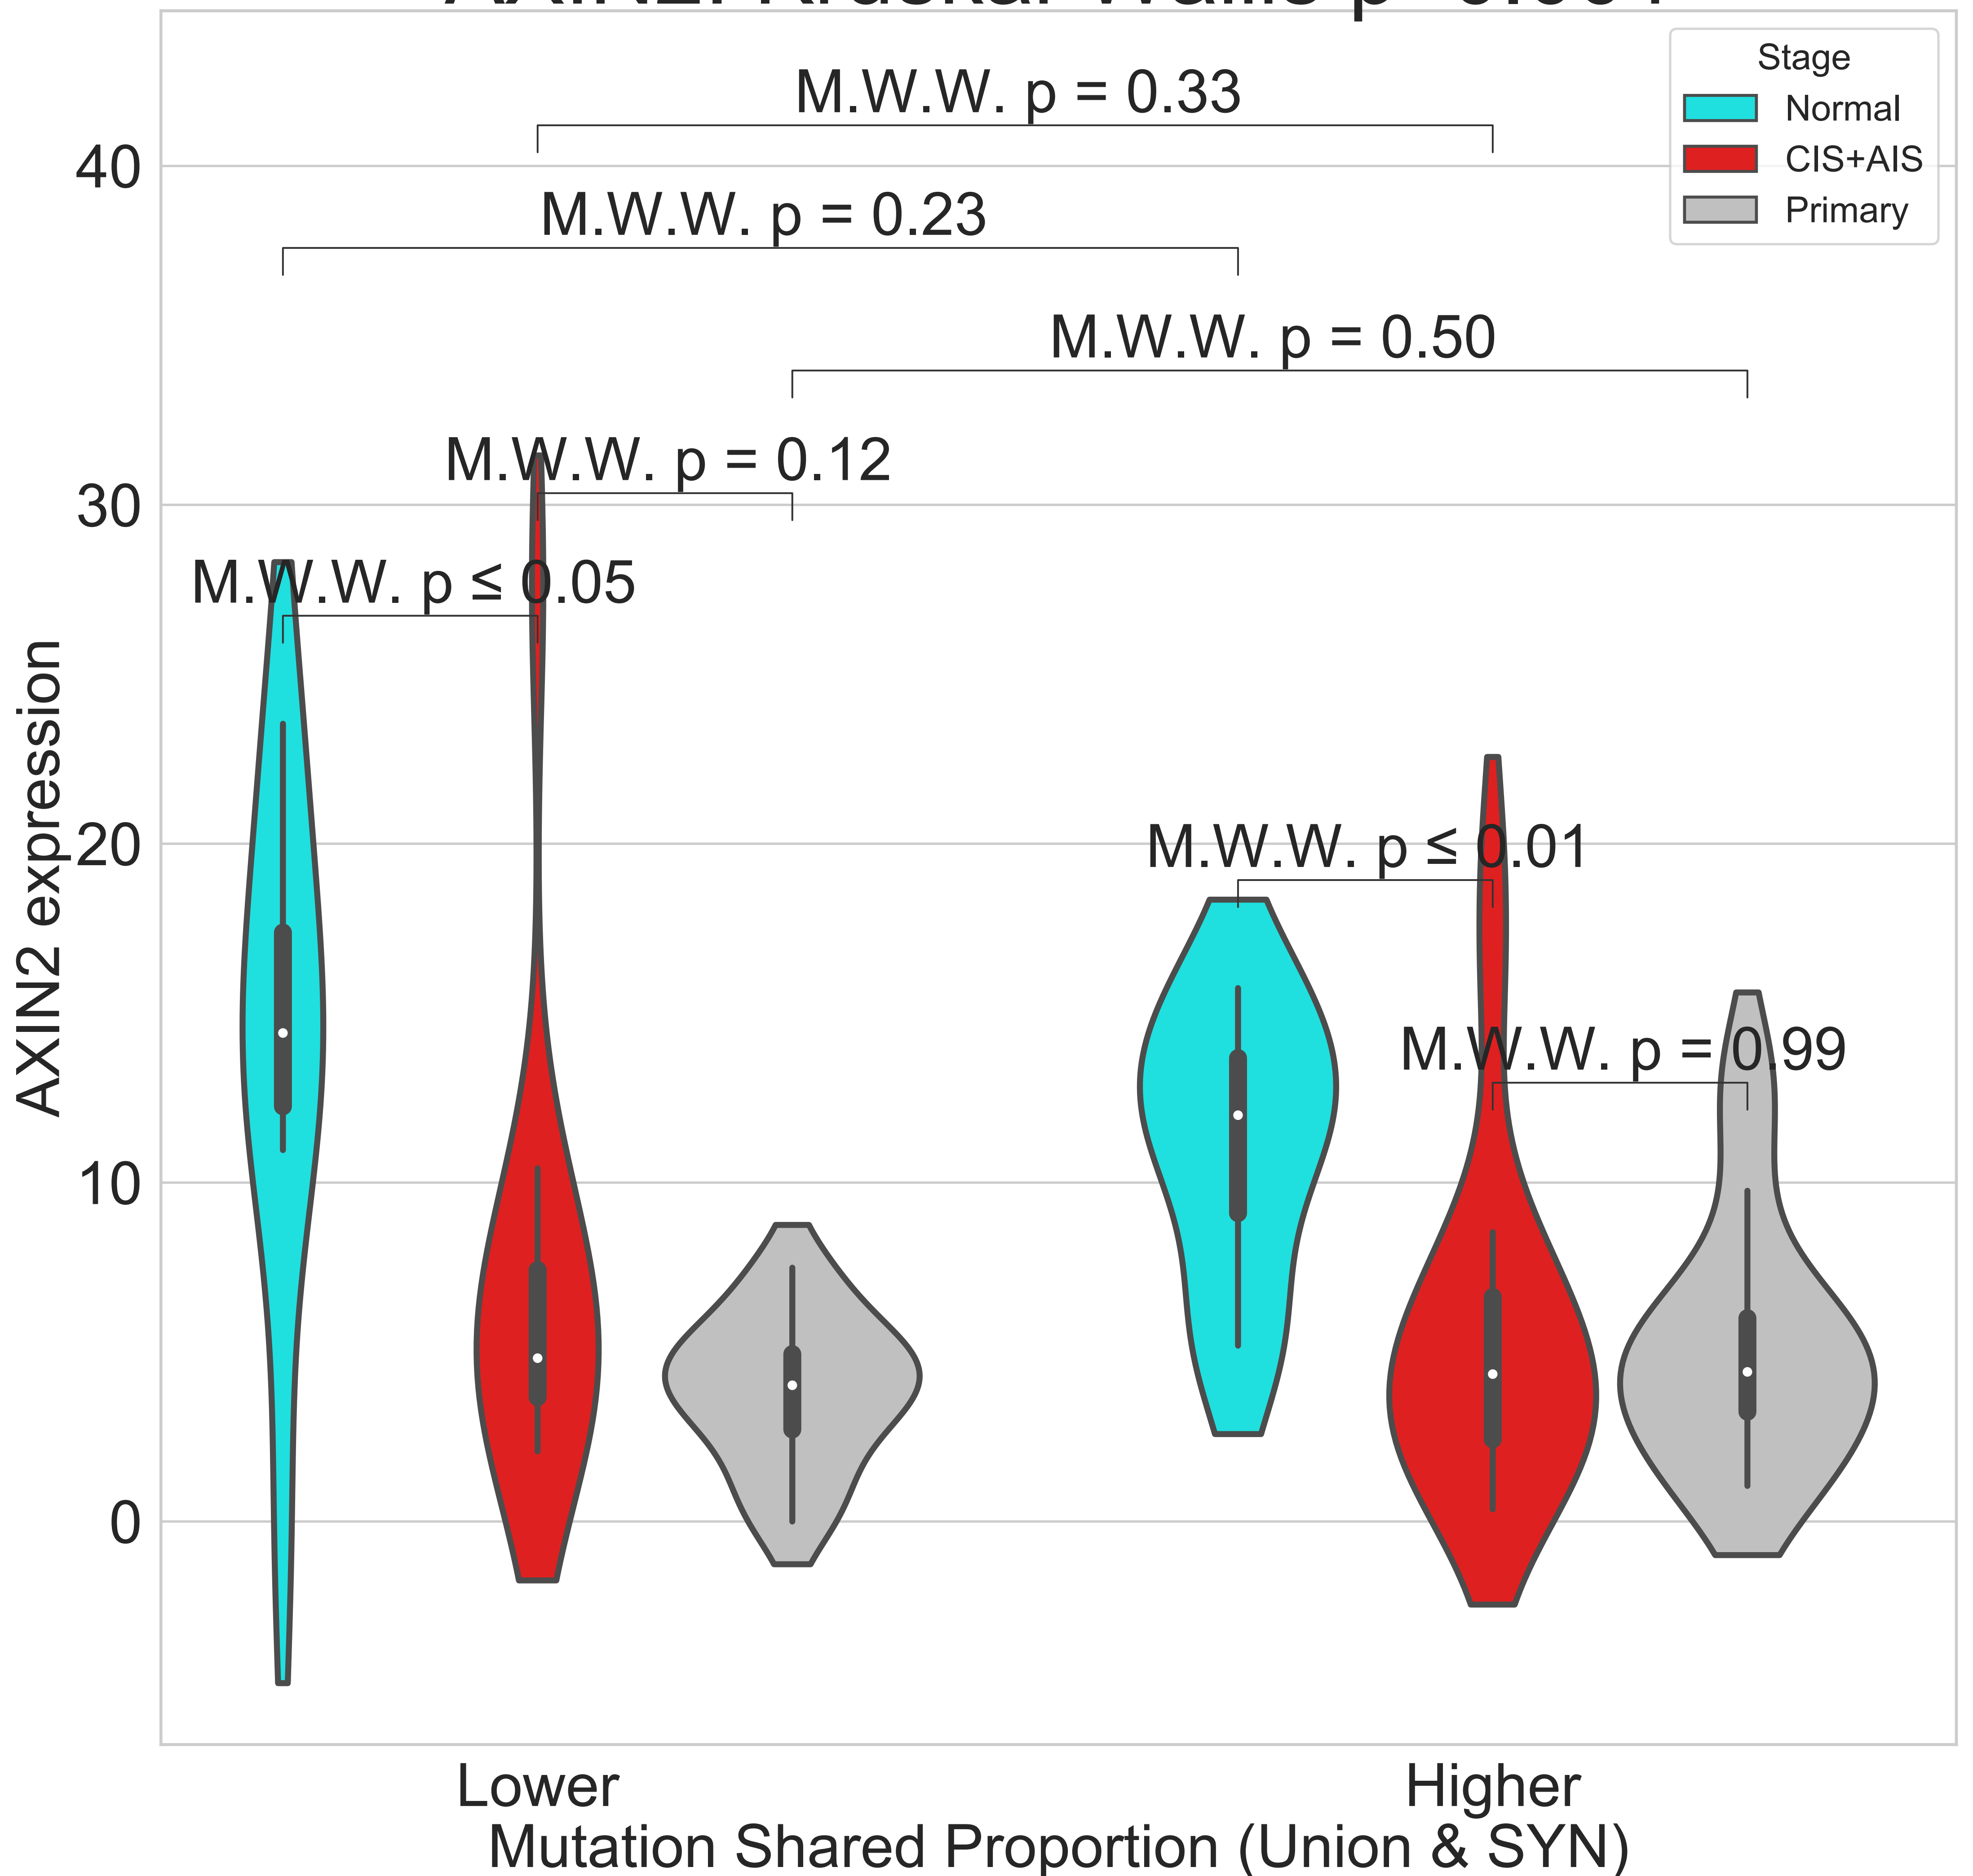 Stage
Normal
CIS+AIS
Primary
M.W.W. p = 0.33
M.W.W. p = 0.23
M.W.W. p = 0.50
M.W.W. p = 0.12
M.W.W. p ≤ 0.05
M.W.W. p ≤ 0.01
M.W.W. p = 0.99
40
30
20
10
0
AXIN2 expression
Lower
Higher
Mutation Shared Proportion (Union & SYN)